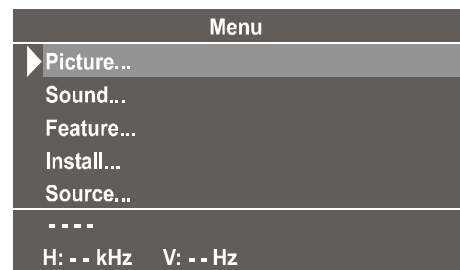 Menu
Picture...
Sound...
Feature...
Install...
Source...
- - - -
H: - - kHz V: - - Hz